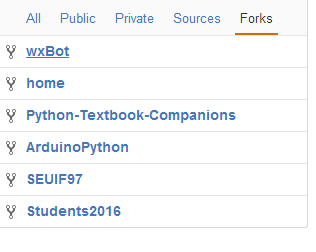 All Public Private Sources Forks
wxBot
home
Python-Textbook-Companions
ArduinoPython
SEUIF97
Students2016